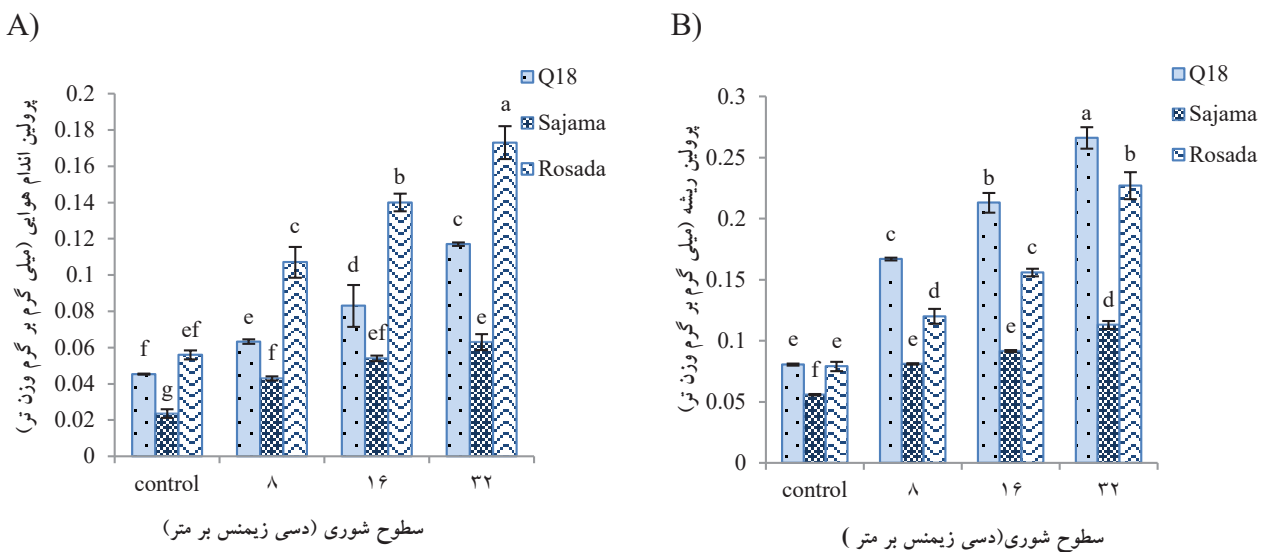 A)
پرولین اندام هوایی (میلی گرم بر گرم وزن تر)
0.2
0.18
0.16
0.14
0.12
0.1
0.08
0.06
0.04
0.02
0
Q18
Sajama
Rosada
f g ef
e f c
d ef b
c e a
control ۸ ۱۶ ۳۲
سطوح شوری (دسی زیمنس بر متر)
B)
پرولین ریشه (میلی گرم بر گرم وزن تر)
0.3
0.25
0.2
0.15
0.1
0.05
0
Q18
Sajama
Rosada
e f e
c e d
b e c
a d b
control ۸ ۱۶ ۳۲
سطوح شوری(دسی زیمنس بر متر )